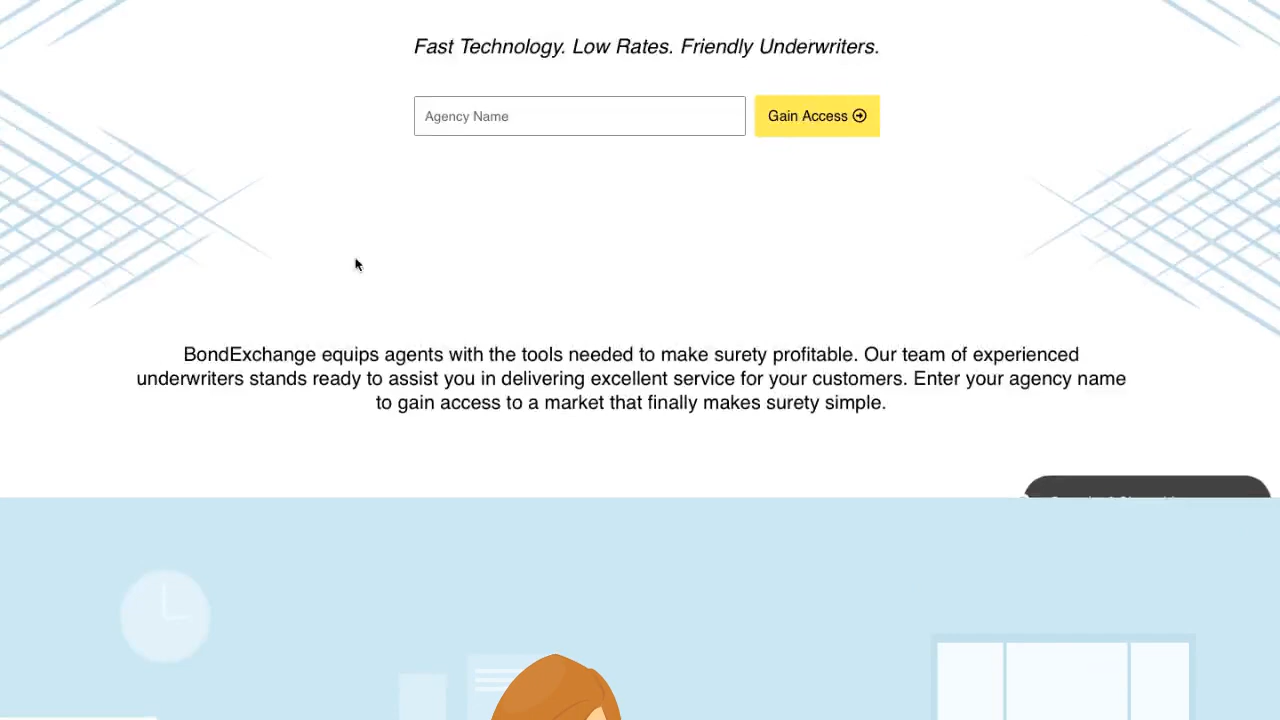 Fast Technology. Low Rates. Friendly Underwriters.
Agency Name
Gain Access
BondExchange equips agents with the tools needed to make surety profitable. Our team of experienced
underwriters stands ready to assist you in delivering excellent service for your customers. Enter your agency name
to gain access to a market that finally makes surety simple.